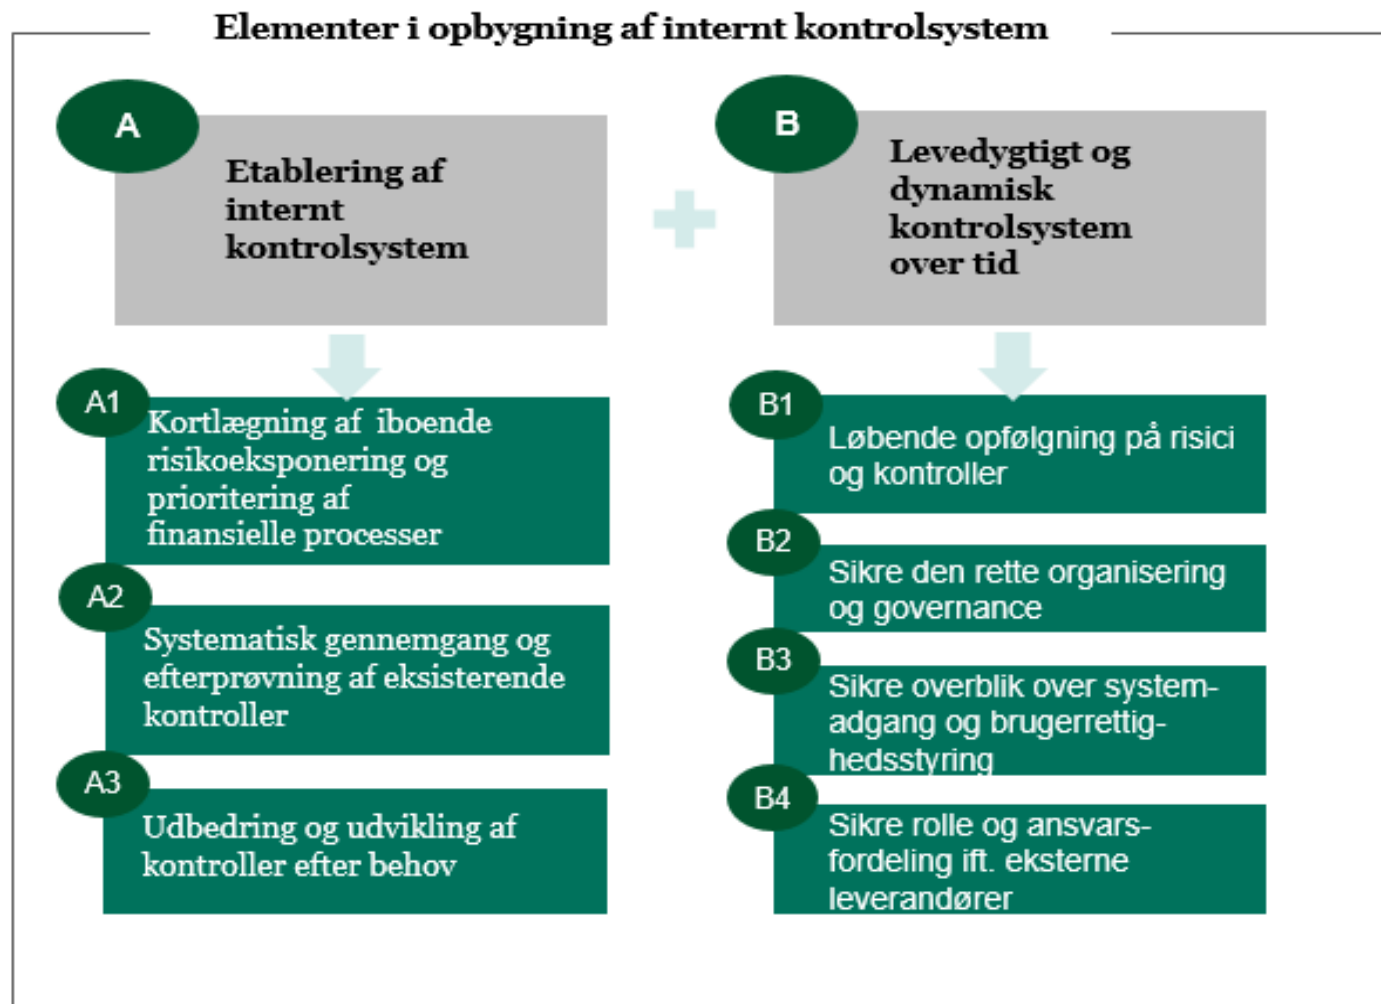 Elementer i opbygning af internt kontrolsystem
A
Etablering af
internt
kontrolsystem
A1
Kortlægning af iboende
risikoeksponering og
prioritering af
finansielle processer
A2
Systematisk gennemgang og
efterprøvning af eksisterende
kontroller
A3
Udbedring og udvikling af
kontroller efter behov
B
Levedygtigt og
dynamisk
kontrolsystem
over tid
B1
Løbende opfølgning på risici
og kontroller
B2
Sikre den rette organisering
og governance
B3
Sikre overblik over system-
adgang og brugerrettig-
hedsstyring
B4
Sikre rolle og ansvars-
fordeling ift. eksterne
leverandører